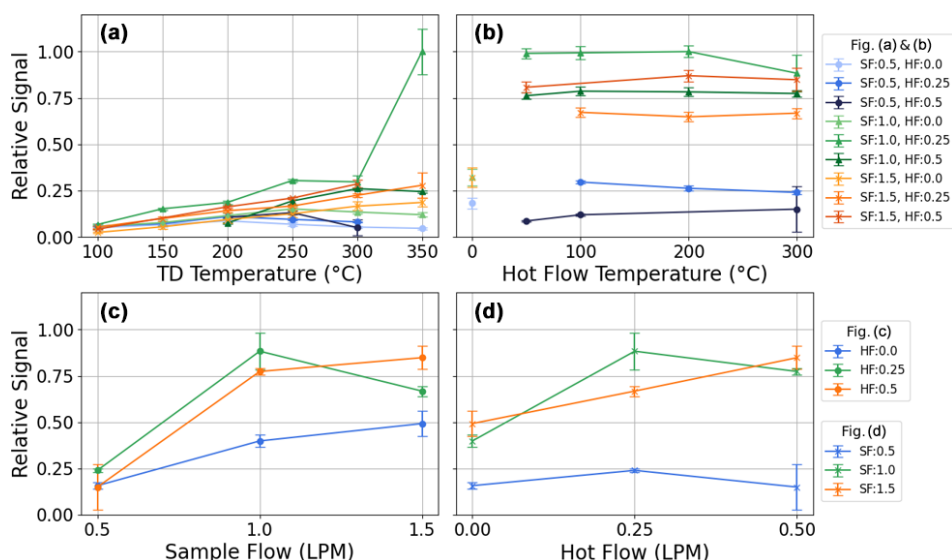 (a)
(b)
Relative Signal
1.00
0.75
0.50
0.25
0.00
100
150
200
250
300
350
TD Temperature (°C)
0
100
200
300
Hot Flow Temperature (°C)
Fig. (a) & (b)
SF:0.5, HF:0.0
SF:0.5, HF:0.25
SF:0.5, HF:0.5
SF:1.0, HF:0.0
SF:1.0, HF:0.25
SF:1.0, HF:0.5
SF:1.5, HF:0.0
SF:1.5, HF:0.25
SF:1.5, HF:0.5
(c)
(d)
Relative Signal
1.00
0.75
0.50
0.25
0.00
0.5
1.0
1.5
Sample Flow (LPM)
0.00
0.25
0.50
Hot Flow (LPM)
Fig. (c)
HF:0.0
HF:0.25
HF:0.5
Fig. (d)
SF:0.5
SF:1.0
SF:1.5